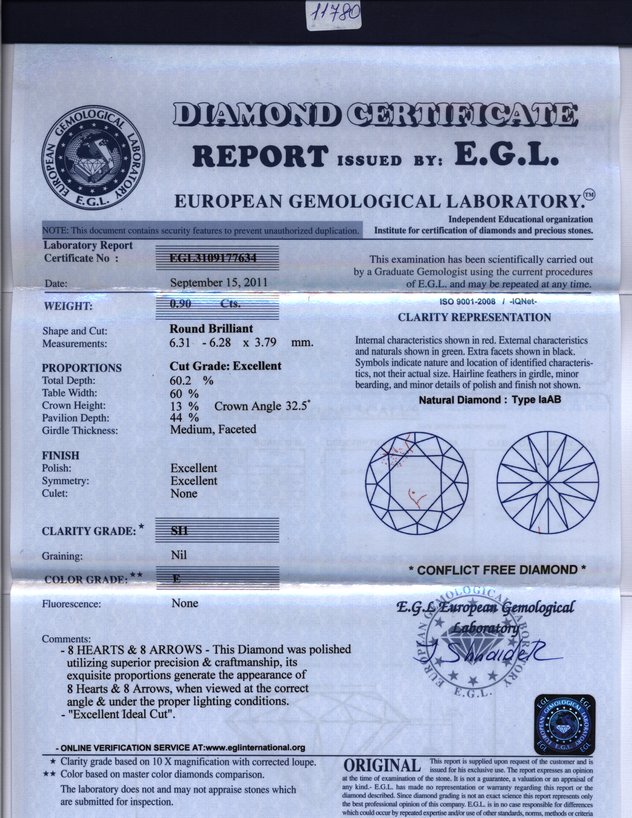 11780
DIAMOND CERTIFICATE
REPORT ISSUED BY: E.G.L.
EUROPEAN GEMOLOGICAL LABORATORY.™
EUROPEAN GEMOLOGICAL LABORATORY
E.G.L.
Independent Educational organization
NOTE: This document contains security features to prevent unauthorized duplication.
Institute for certification of diamonds and precious stones.
Laboratory Report
Certificate No : EGL3109177634
Date: September 15, 2011
This examination has been scientifically carried out
by a Graduate Gemologist using the current procedures
of E.G.L. and may be repeated at any time.
WEIGHT: 0.90 Cts.
Shape and Cut: Round Brilliant
Measurements: 6.31 - 6.28 x 3.79 mm.
PROPORTIONS Cut Grade: Excellent
Total Depth: 60.2 %
Table Width: 60 %
Crown Height: 13 % Crown Angle 32.5°
Pavilion Depth: 44 %
Girdle Thickness: Medium, Faceted
FINISH
Polish: Excellent
Symmetry: Excellent
Culet: None
CLARITY GRADE: * SI1
Graining: Nil
COLOR GRADE: ** E
Fluorescence: None
ISO 9001-2008 / -IQNet-
CLARITY REPRESENTATION
Internal characteristics shown in red. External characteristics
and naturals shown in green. Extra facets shown in black.
Symbols indicate nature and location of identified characteris-
tics, not their actual size. Hairline feathers in girdle, minor
bearding, and minor details of polish and finish not shown.
Natural Diamond : Type IaAB
* CONFLICT FREE DIAMOND *
E.G.L European Gemological
Laboratory
EUROPEAN GEMOLOGICAL LABORATORY
E.G.L.
Comments:
- 8 HEARTS & 8 ARROWS - This Diamond was polished
utilizing superior precision & craftmanship, its
exquisite proportions generate the appearance of
8 Hearts & 8 Arrows, when viewed at the correct
angle & under the proper lighting conditions.
- "Excellent Ideal Cut".
- ONLINE VERIFICATION SERVICE AT:www.eglinternational.org
* Clarity grade based on 10 X magnification with corrected loupe.
** Color based on master color diamonds comparison.
The laboratory does not and may not appraise stones which
are submitted for inspection.
EGL EGL
EGL EGL
E.G.L.
ORIGINAL This report is supplied upon request of the customer and is
issued for his exclusive use. The report expresses an opinion
at the time of examination of the stone. It is not a guarantee, a valuation or an appraisal of
any kind.- E.G.L. has made no representation or warranty regarding this report or the
diamond described. Since diamond grading is not an exact science this report represents only
the best professional opinion of this company. E.G.L. is in no case responsible for differences
which could occur by repeated expertise and/or use of other standards, norms, methods or criteria